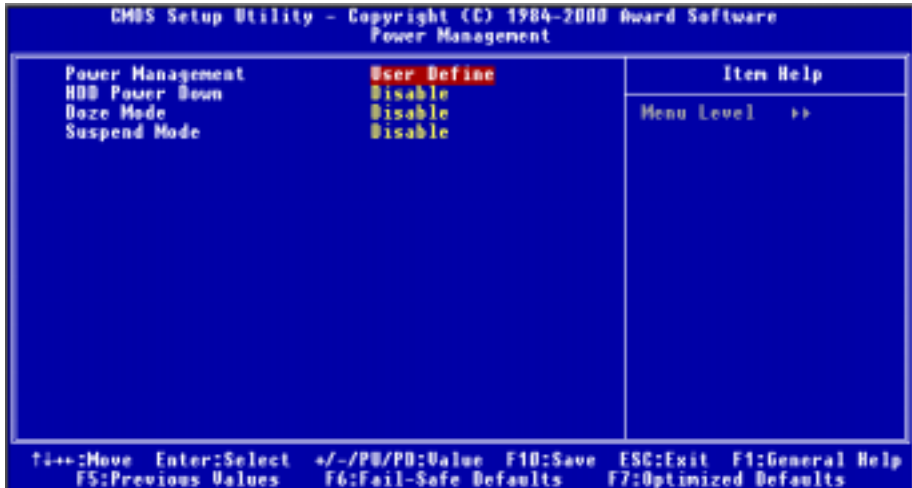 CMOS Setup Utility - Copyright (C) 1984-2000 Award Software
Power Management
Power Management User Define
HDD Power Down Disable
Doze Mode Disable
Suspend Mode Disable
Item Help
Menu Level ▸▸
↑↓→←:Move Enter:Select +/-/PU/PD:Value F10:Save ESC:Exit F1:General Help
F5:Previous Values F6:Fail-Safe Defaults F7:Optimized Defaults